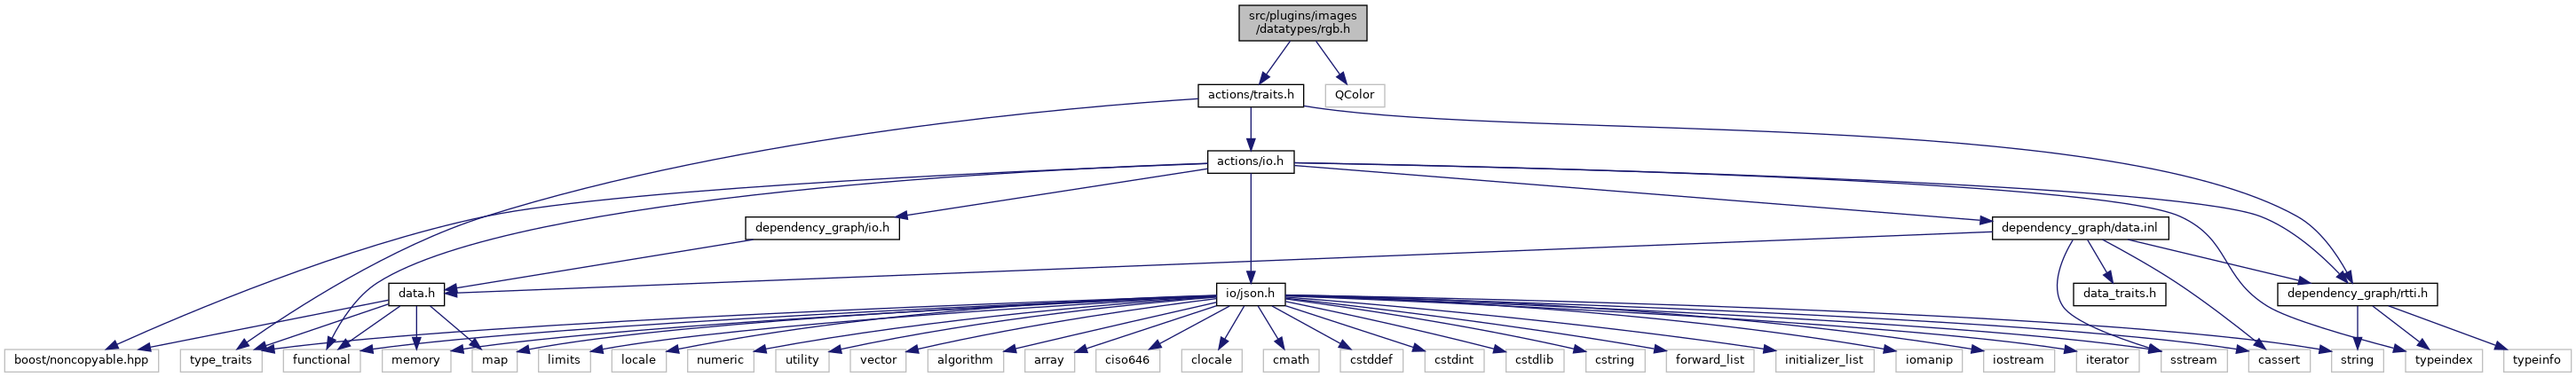 src/plugins/images
/datatypes/rgb.h
actions/traits.h
QColor
actions/io.h
dependency_graph/io.h
dependency_graph/data.inl
data.h
io/json.h
data_traits.h
dependency_graph/rtti.h
boost/noncopyable.hpp
type_traits
functional
memory
map
limits
locale
numeric
utility
vector
algorithm
array
ciso646
clocale
cmath
cstddef
cstdint
cstdlib
cstring
forward_list
initializer_list
iomanip
iostream
iterator
sstream
cassert
string
typeindex
typeinfo